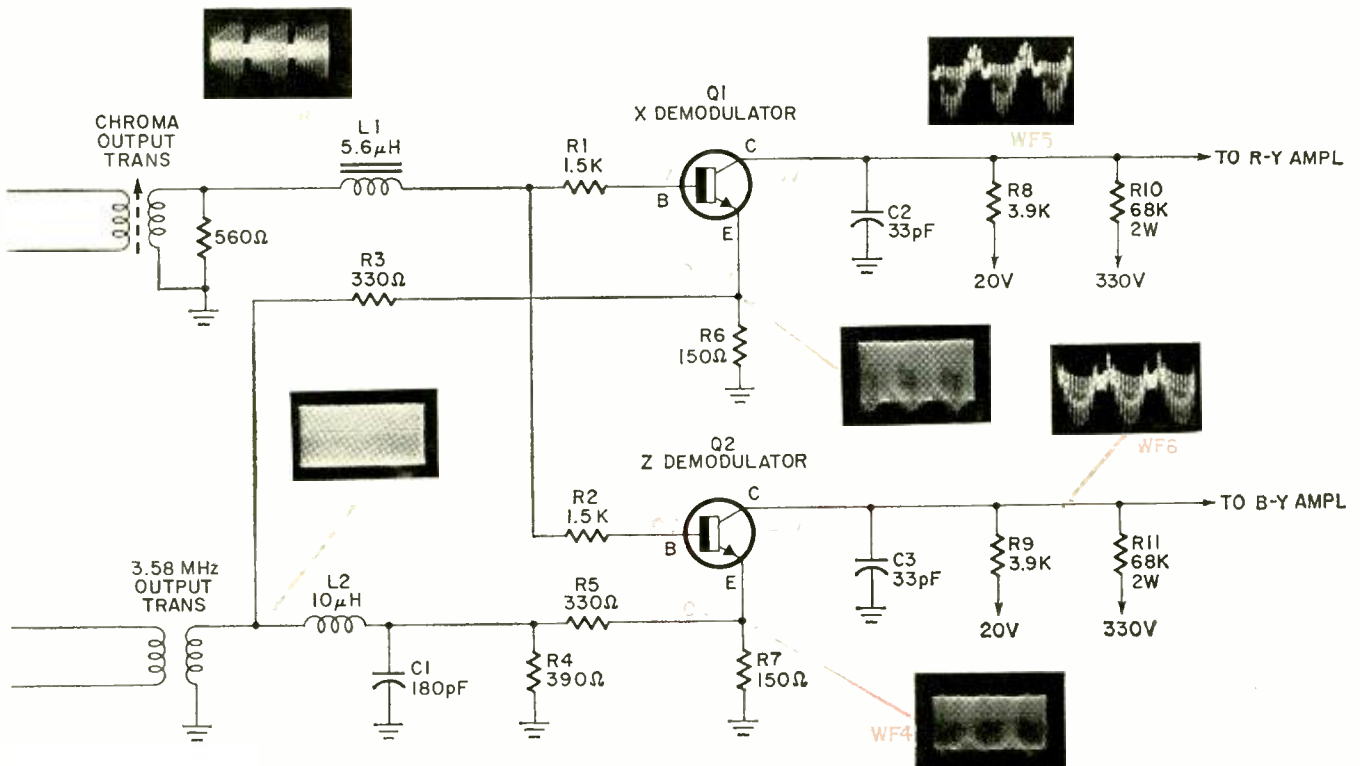 CHROMA
OUTPUT
TRANS
560Ω
L1
5.6μH
R1
1.5K
Q1
X DEMODULATOR
B
C
E
WF5
TO R-Y AMPL
C2
33pF
R8
3.9K
20V
R10
68K
2W
330V
R3
330Ω
R6
150Ω
WF6
Q2
Z DEMODULATOR
R2
1.5K
B
C
E
TO B-Y AMPL
C3
33pF
R9
3.9K
20V
R11
68K
2W
330V
3.58 MHz
OUTPUT
TRANS
L2
10μH
C1
180pF
R4
390Ω
R5
330Ω
R7
150Ω
WF4